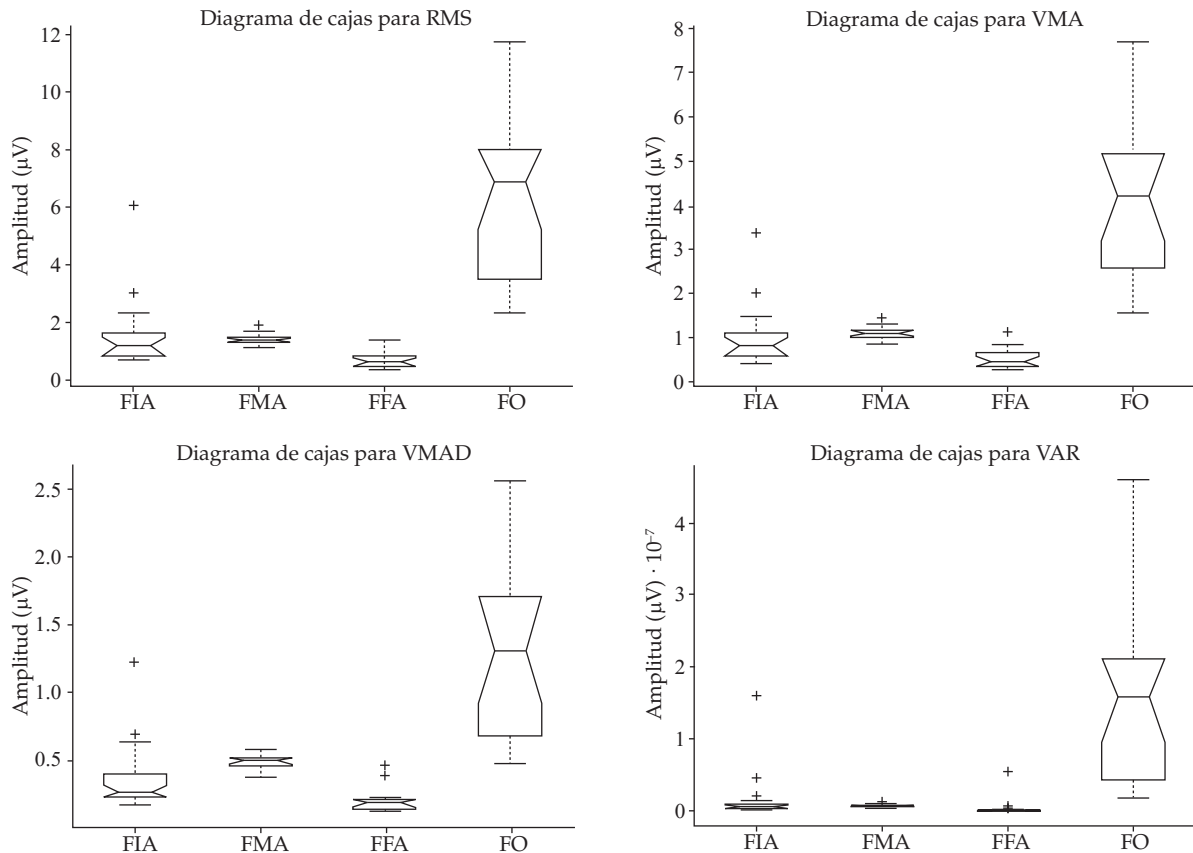 Diagrama de cajas para RMS
Amplitud (µV)
12
10
8
6
4
2
0
FIA FMA FFA FO
Diagrama de cajas para VMA
Amplitud (µV)
8
7
5
4
3
2
1
0
FIA FMA FFA FO
Diagrama de cajas para VMAD
Amplitud (µV)
2.5
2.0
1.5
1.0
0.5
FIA FMA FFA FO
Diagrama de cajas para VAR
Amplitud (µV) · 10⁻⁷
4
3
2
1
0
FIA FMA FFA FO